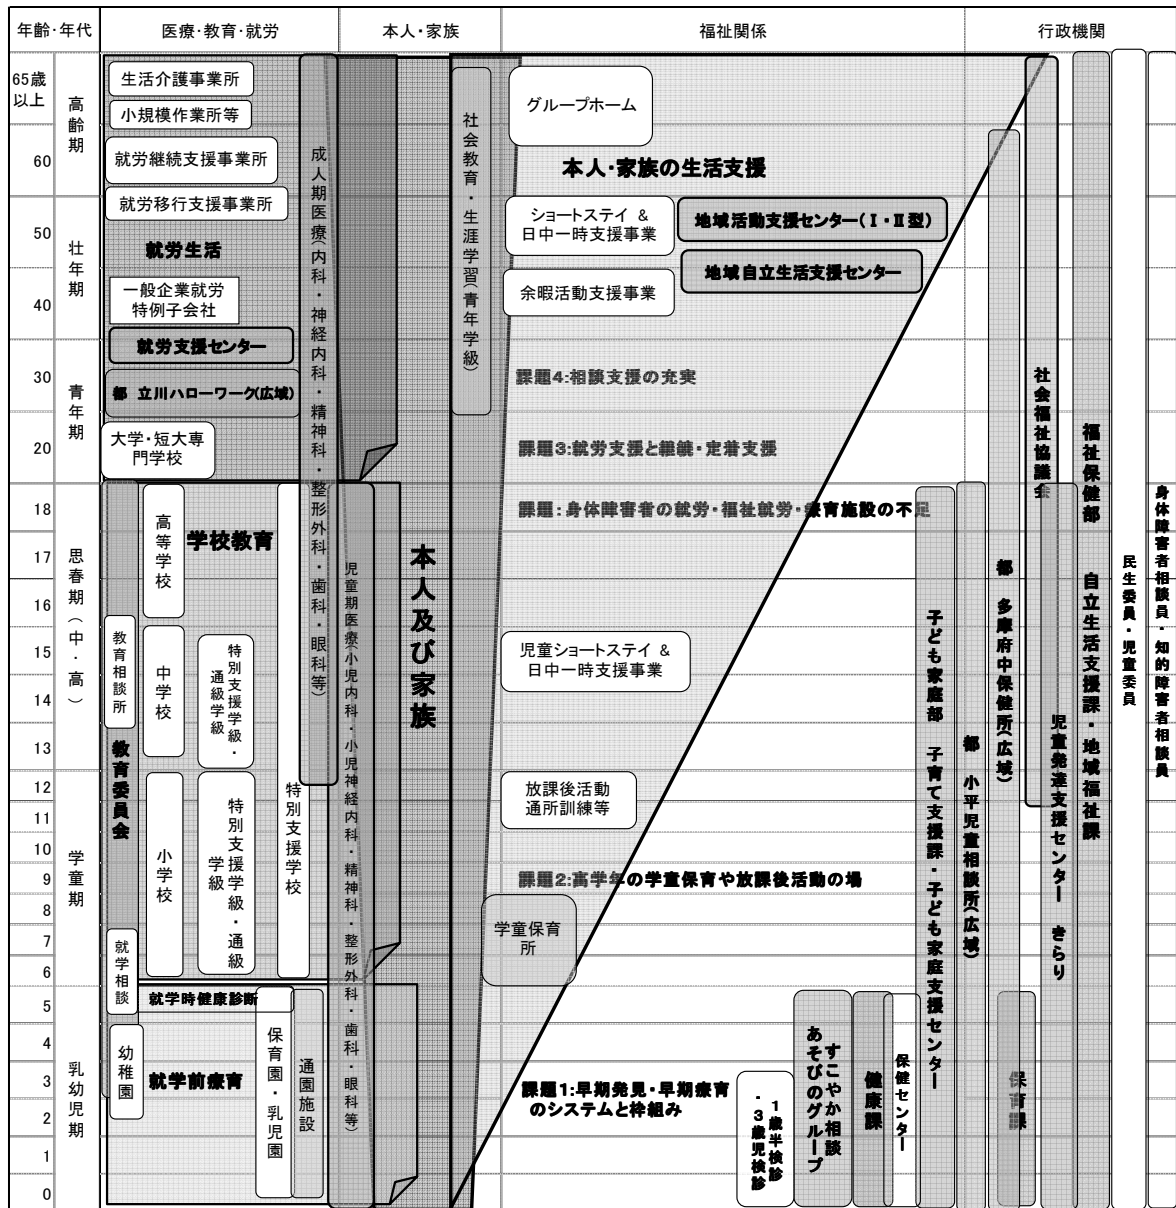 年齢・年代
医療・教育・就労
本人・家族
福祉関係
行政機関
65歳
以上
60
50
40
30
20
18
17
16
15
14
13
12
11
10
9
8
7
6
5
4
3
2
1
0
高齢期
壮年期
青年期
思春期(中・高)
学童期
乳幼児期
生活介護事業所
小規模作業所等
就労継続支援事業所
就労移行支援事業所
就労生活
一般企業就労
特例子会社
就労支援センター
都 立川ハローワーク(広域)
大学・短大専
門学校
成人期医療(内科・神経内科・精神科・整形外科・歯科・眼科等)
高等学校
学校教育
教育相談所
中学校
特別支援学級・
通級学級
教育委員会
小学校
特別支援学級・通級
学級
特別支援学校
就学相談
就学時健康診断
幼稚園
就学前療育
保育園・乳児園
通園施設
児童期医療(小児内科・小児神経内科・精神科・整形外科・歯科・眼科等)
本人及び家族
社会教育・生涯学習(青年学級)
グループホーム
本人・家族の生活支援
ショートステイ &
日中一時支援事業
地域活動支援センター(Ⅰ・Ⅱ型)
地域自立生活支援センター
余暇活動支援事業
課題4:相談支援の充実
課題3:就労支援と継続・定着支援
課題:身体障害者の就労・福祉就労・療育施設の不足
児童ショートステイ &
日中一時支援事業
放課後活動
通所訓練等
課題2:高学年の学童保育や放課後活動の場
学童保育
所
課題1:早期発見・早期療育
のシステムと枠組み
1歳半検診
・3歳児検診
すこやか相談
あそびのグループ
健康課
保健センター
子ども家庭部 子育て支援課・子ども家庭支援センター
都 小平児童相談所(広域)
都 多摩府中保健所(広域)
保育課
社会福祉協議会
児童発達支援センター きらり
福祉保健部 自立生活支援課・地域福祉課
民生委員・児童委員
身体障害者相談員・知的障害者相談員